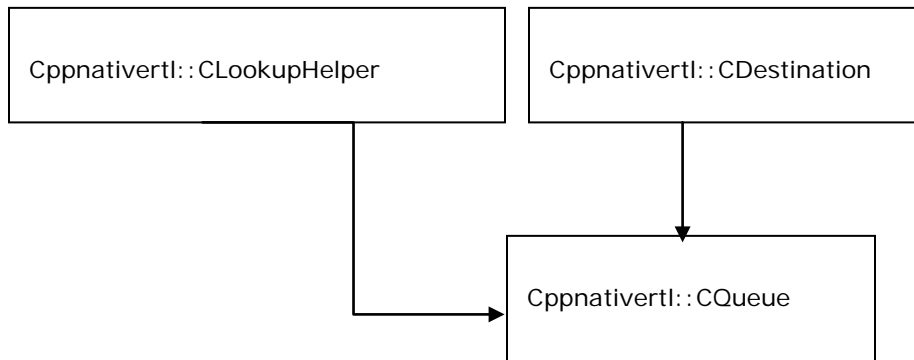 Cppnativertl::CLookupHelper
Cppnativertl::CDestination
Cppnativertl::CQueue